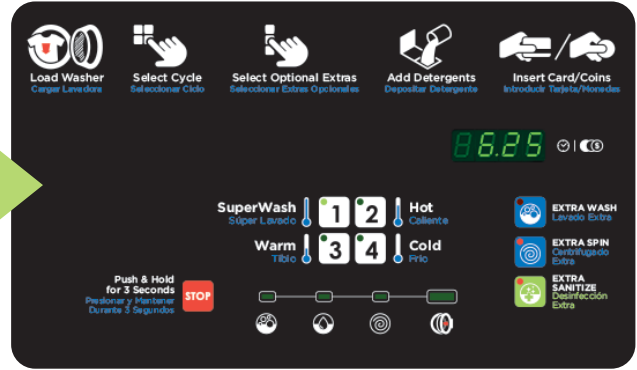 Load Washer
Cargar Lavadora
Select Cycle
Seleccionar Ciclo
Select Optional Extras
Seleccionar Extras Opcionales
Add Detergents
Depositar Detergente
Insert Card/Coins
Introducir Tarjeta/Monedas
6.25
SuperWash
Súper Lavado
1
2
Hot
Caliente
Warm
Tibio
3
4
Cold
Frío
EXTRA WASH
Lavado Extra
EXTRA SPIN
Centrifugado
Extra
EXTRA
SANITIZE
Desinfección
Extra
Push & Hold
for 3 Seconds
Presionar y Mantener
Durante 3 Segundos
STOP